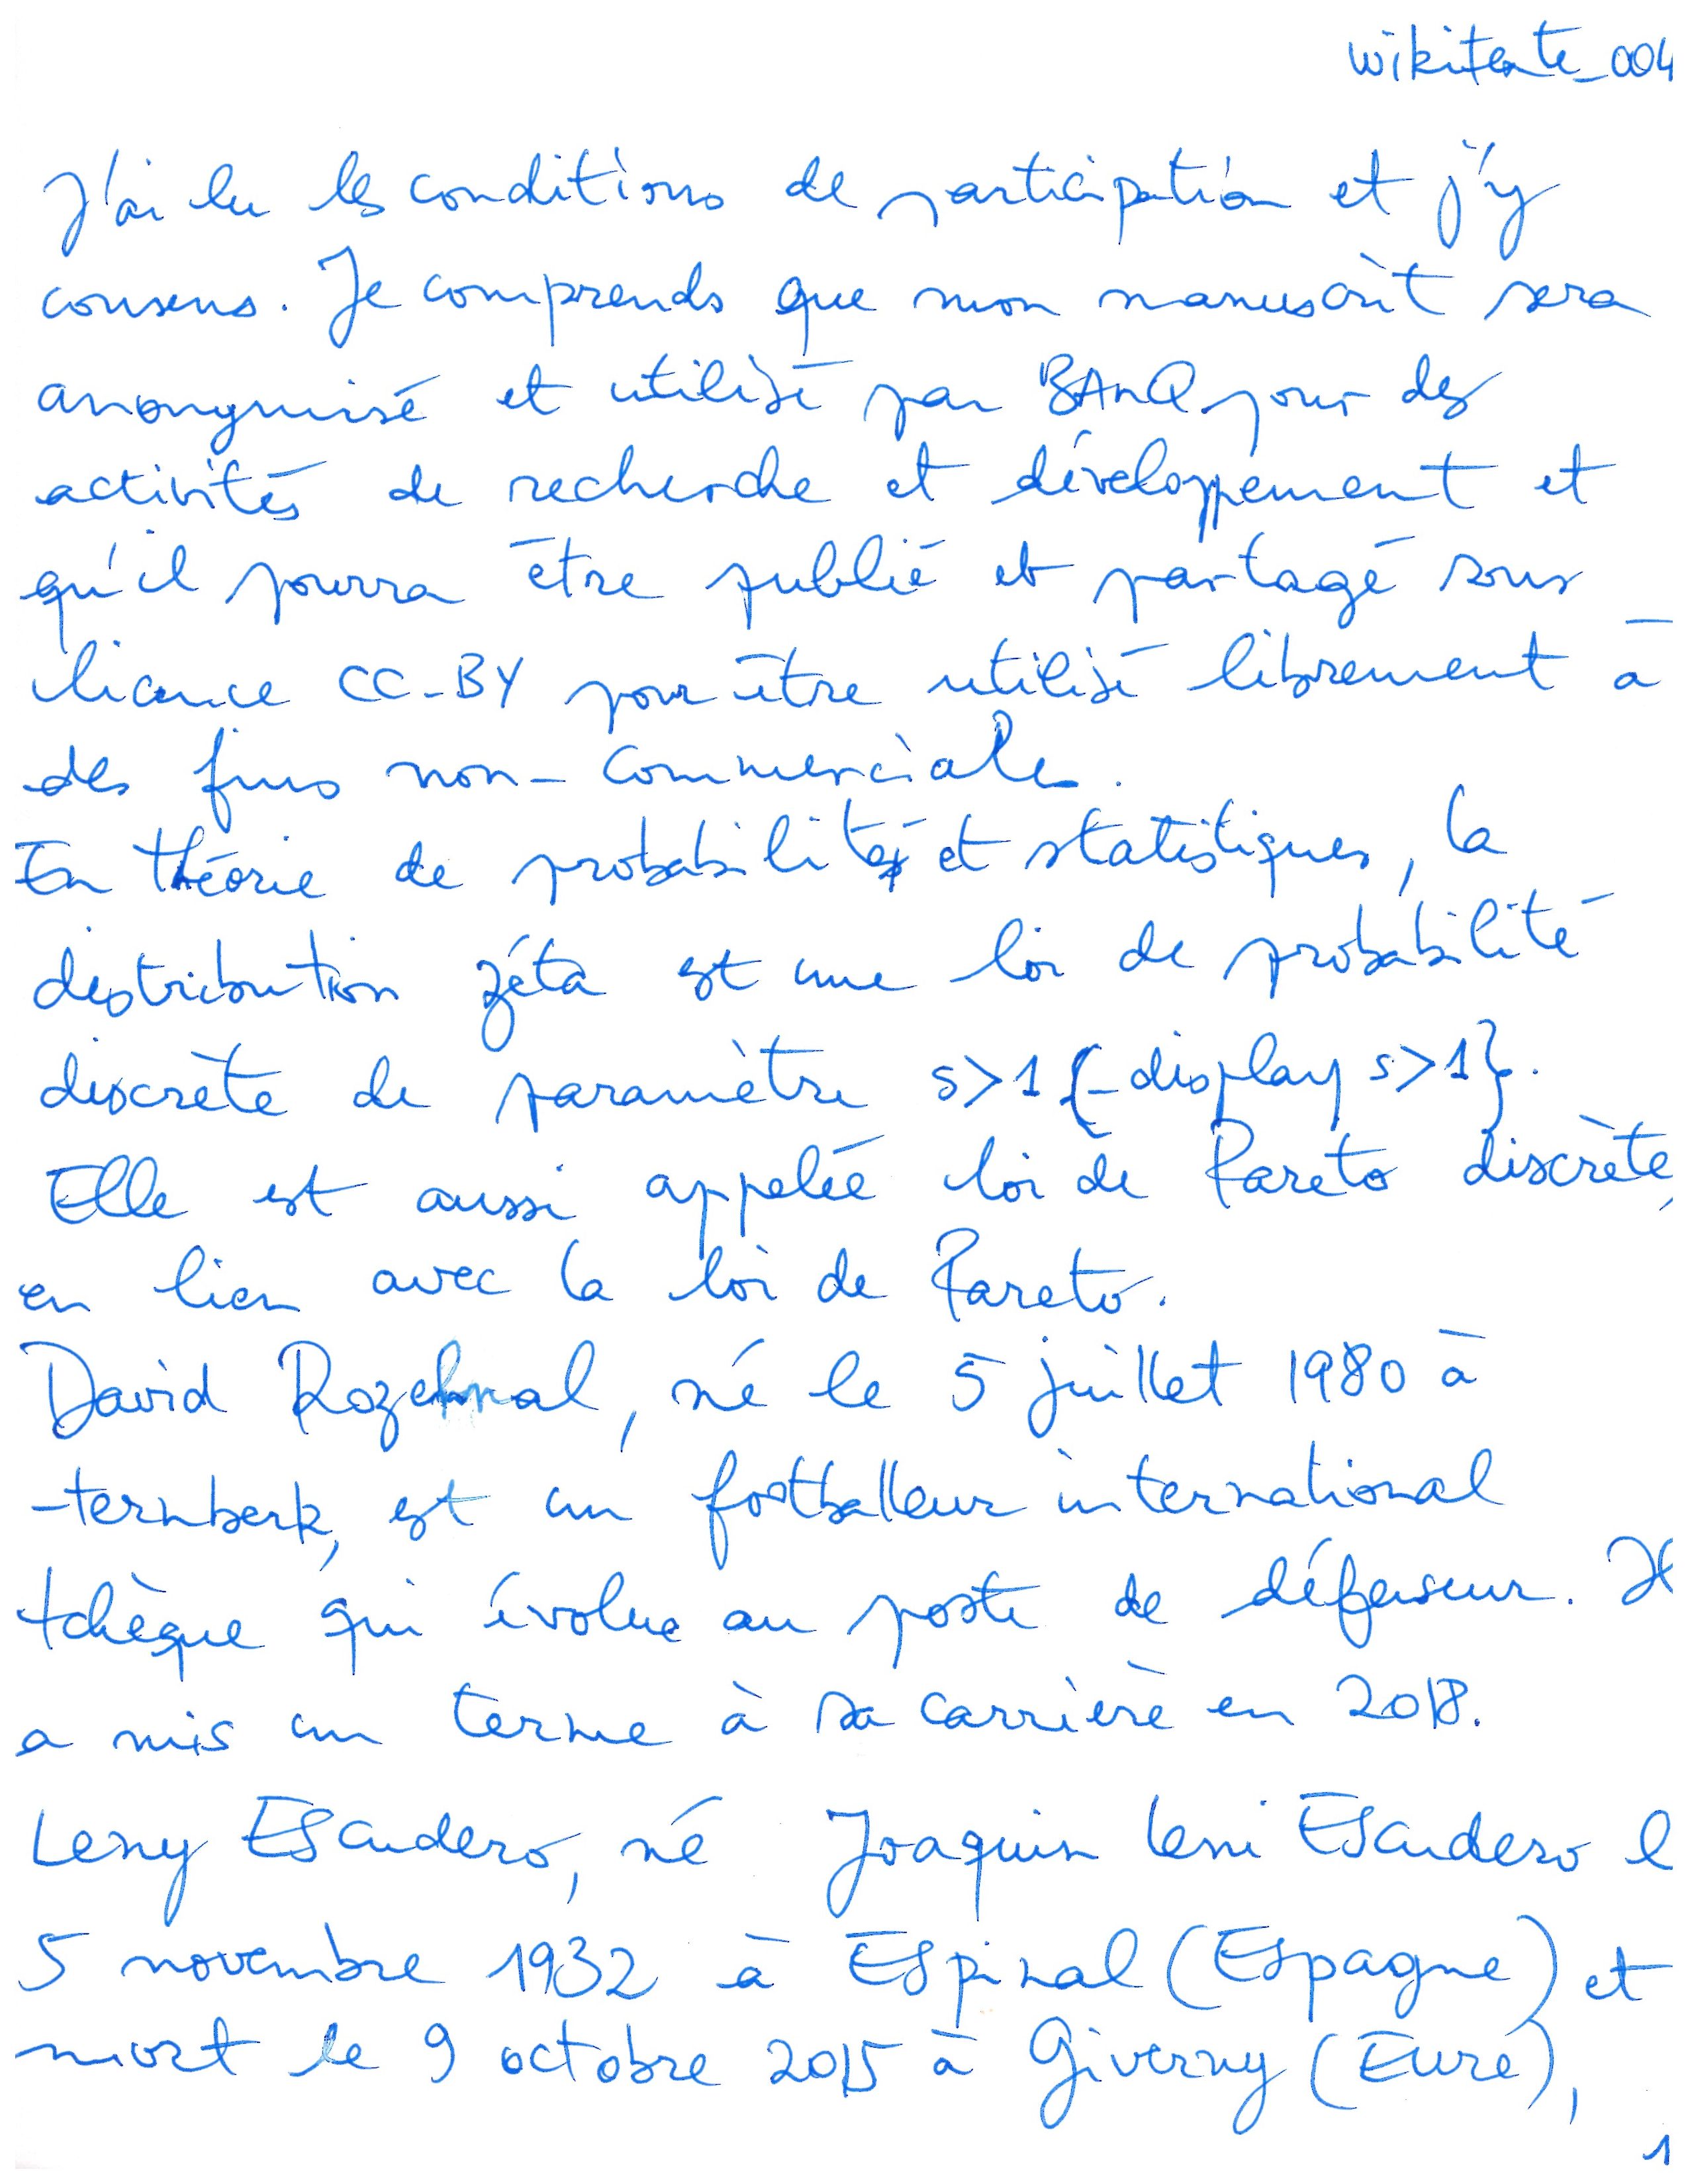 wikitexte_004
J'ai lu les conditions de participation et j'y
consens. Je comprends que mon manuscrit sera
anonymisé et utilisé par BAnQ pour des
activités de recherche et développement et
qu'il pourra être publié et partagé sous
licence CC-BY pour être utilisé librement à
des fins non-commerciales.
En théorie de probabilités et statistiques, la
distribution zéta est une loi de probabilité
discrète de paramètre s>1 {-display s>1}.
Elle est aussi appelée loi de Pareto discrète,
en lien avec la loi de Pareto.
David Rozehnal, né le 5 juillet 1980 à
-ternberk, est un footballeur international
tchèque qui évolue au poste de défenseur. Il
a mis un terme à sa carrière en 2018.
Leny Escudero, né Joaquin Leni Escudero l
5 novembre 1932 à Espinal (Espagne) et
mort le 9 octobre 2015 à Giverny (Eure),
1